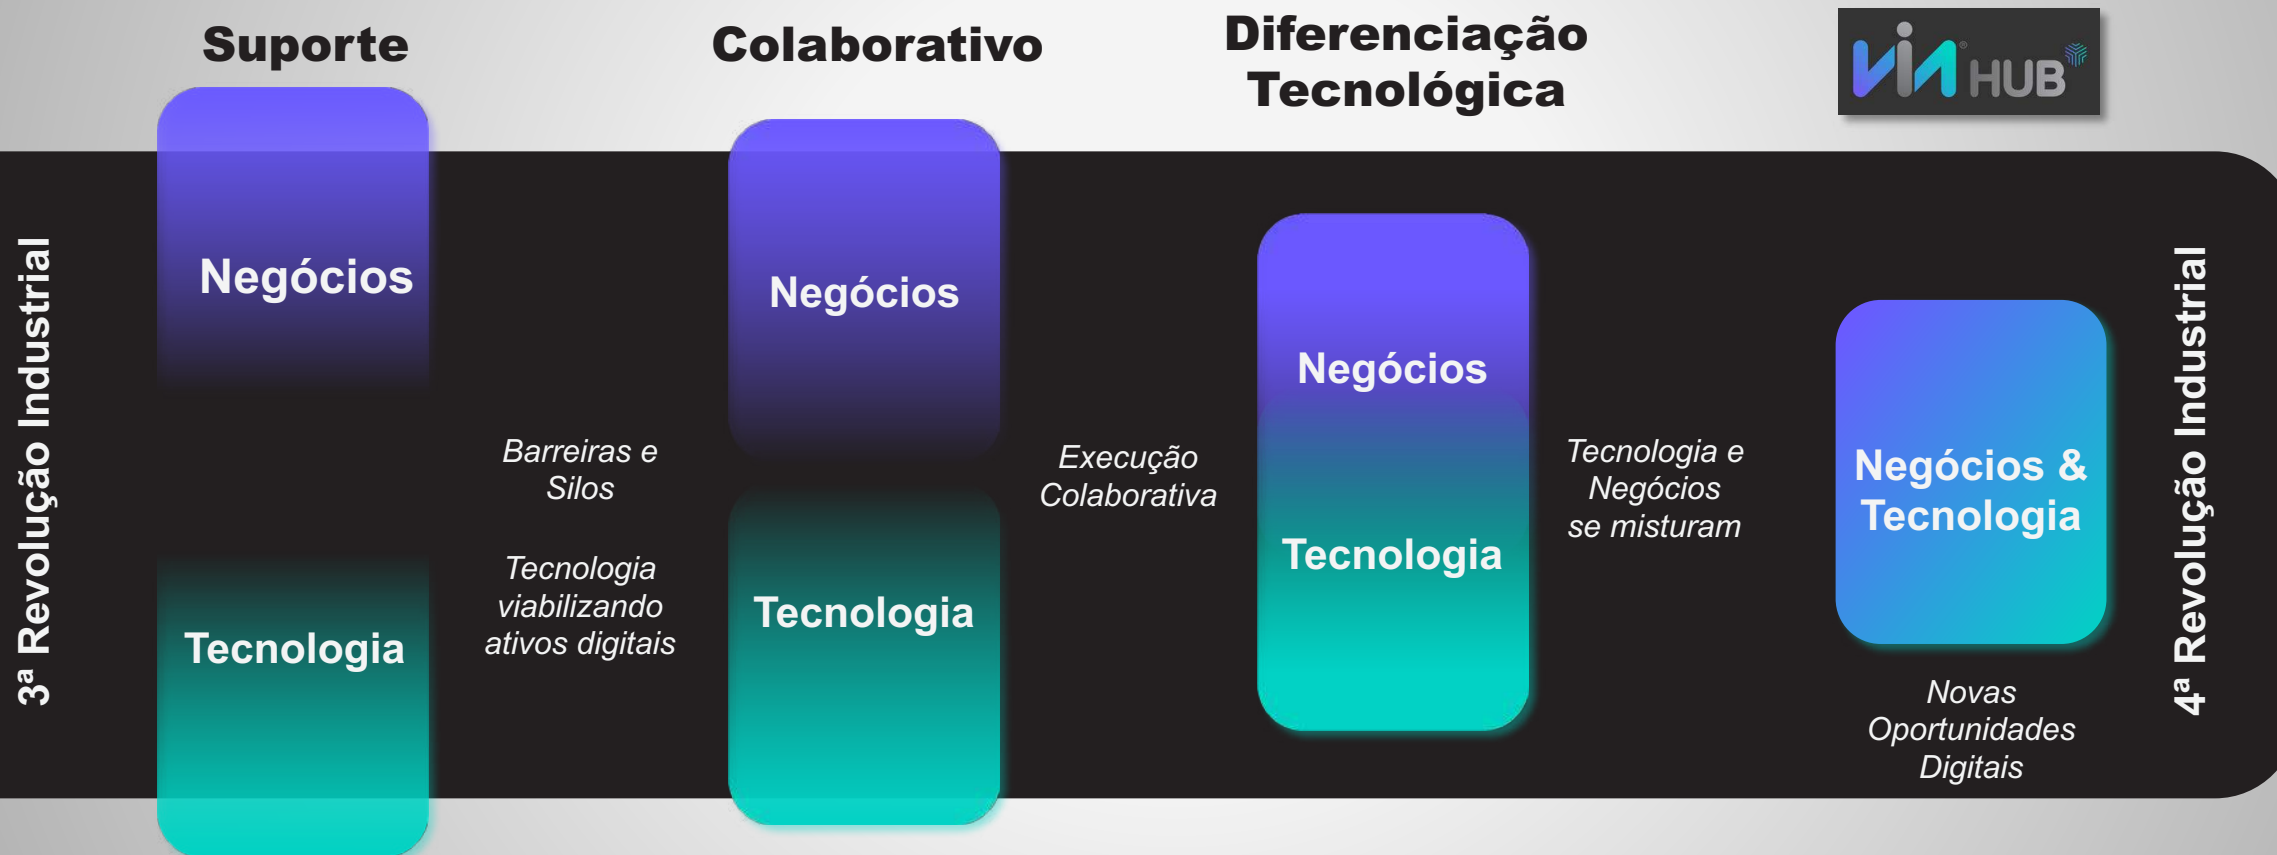 Suporte
Colaborativo
Diferenciação
Tecnológica
VIA® HUB
3ª Revolução Industrial
Negócios
Tecnologia
Barreiras e
Silos
Tecnologia
viabilizando
ativos digitais
Negócios
Tecnologia
Execução
Colaborativa
Negócios
Tecnologia
Tecnologia e
Negócios
se misturam
Negócios &
Tecnologia
Novas
Oportunidades
Digitais
4ª Revolução Industrial